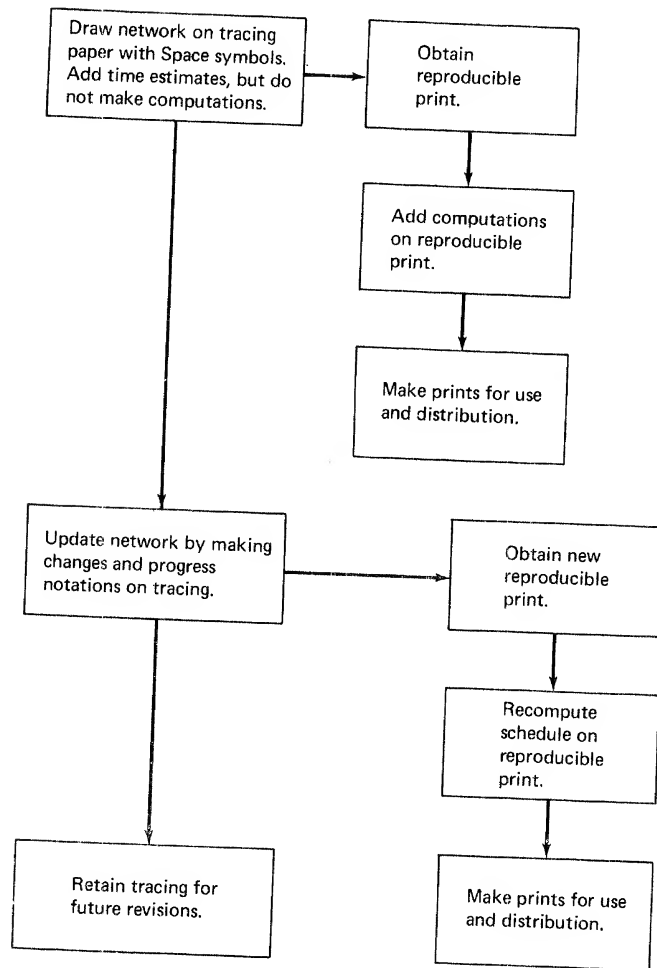 Draw network on tracing
paper with Space symbols.
Add time estimates, but do
not make computations.
Obtain
reproducible
print.
Add computations
on reproducible
print.
Make prints for use
and distribution.
Update network by making
changes and progress
notations on tracing.
Obtain new
reproducible
print.
Recompute
schedule on
reproducible
print.
Retain tracing for
future revisions.
Make prints for use
and distribution.